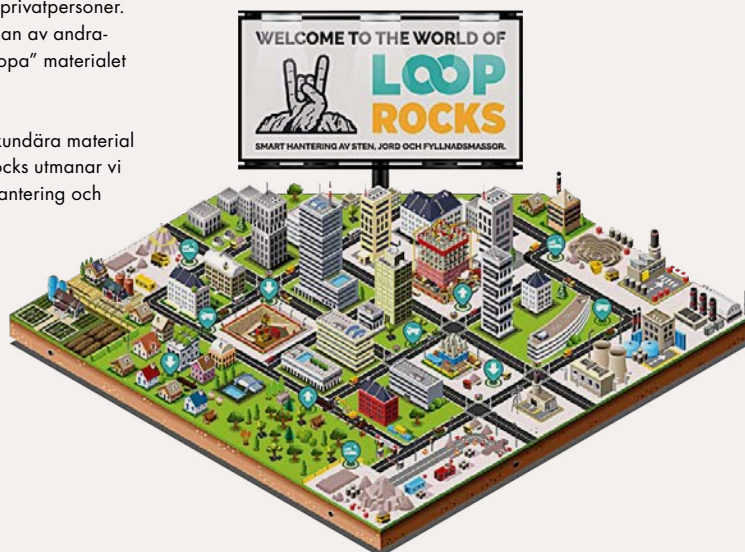 privatpersoner.
an av andra-
opa” materialet
kundära material
ocks utmanar vi
antering och
WELCOME TO THE WORLD OF
LOOP
ROCKS
SMART HANTERING AV STEN, JORD OCH FYLLNADSMASSOR.